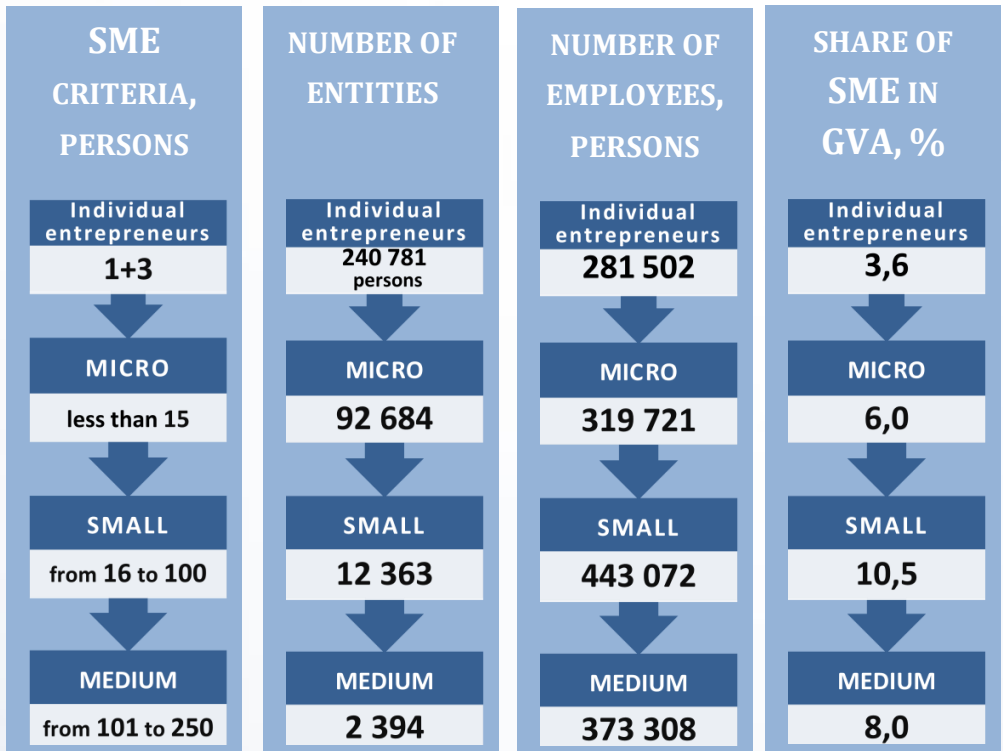 SME
CRITERIA,
PERSONS
Individual
entrepreneurs
1+3
MICRO
less than 15
SMALL
from 16 to 100
MEDIUM
from 101 to 250
NUMBER OF
ENTITIES
Individual
entrepreneurs
240 781
persons
MICRO
92 684
SMALL
12 363
MEDIUM
2 394
NUMBER OF
EMPLOYEES,
PERSONS
Individual
entrepreneurs
281 502
MICRO
319 721
SMALL
443 072
MEDIUM
373 308
SHARE OF
SME IN
GVA, %
Individual
entrepreneurs
3,6
MICRO
6,0
SMALL
10,5
MEDIUM
8,0